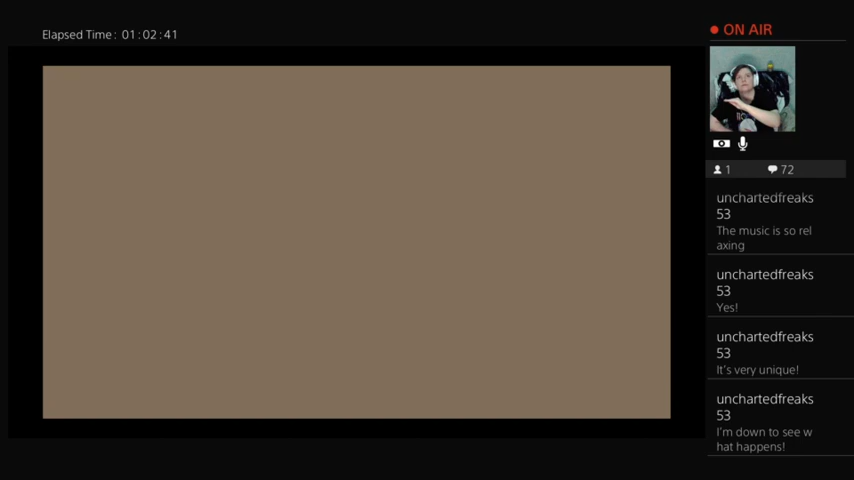 Elapsed Time: 01:02:41
ON AIR
1 72
unchartedfreaks
53
The music is so rel
axing
unchartedfreaks
53
Yes!
unchartedfreaks
53
It's very unique!
unchartedfreaks
53
I'm down to see w
hat happens!